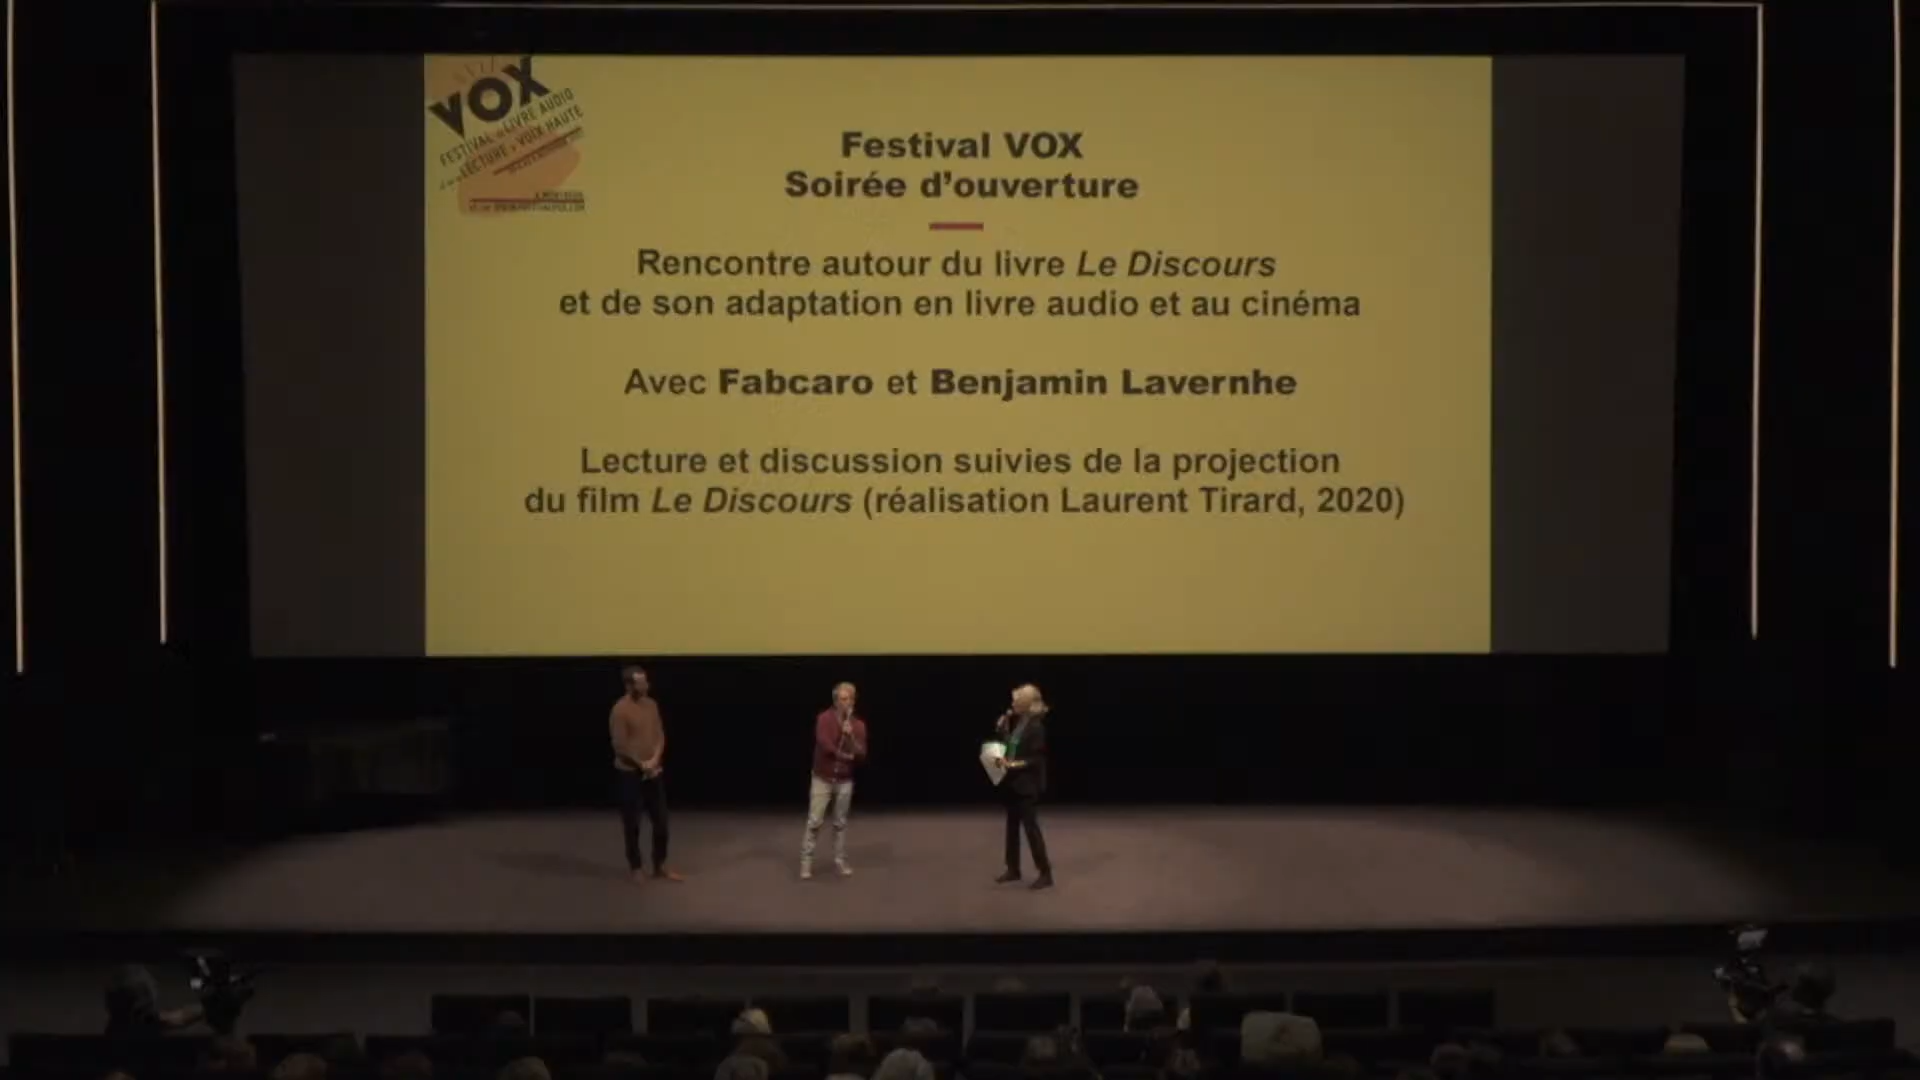 VOX
FESTIVAL du LIVRE AUDIO
LECTURE à VOIX HAUTE
Festival VOX
Soirée d'ouverture
Rencontre autour du livre Le Discours
et de son adaptation en livre audio et au cinéma
Avec Fabcaro et Benjamin Lavernhe
Lecture et discussion suivies de la projection
du film Le Discours (réalisation Laurent Tirard, 2020)